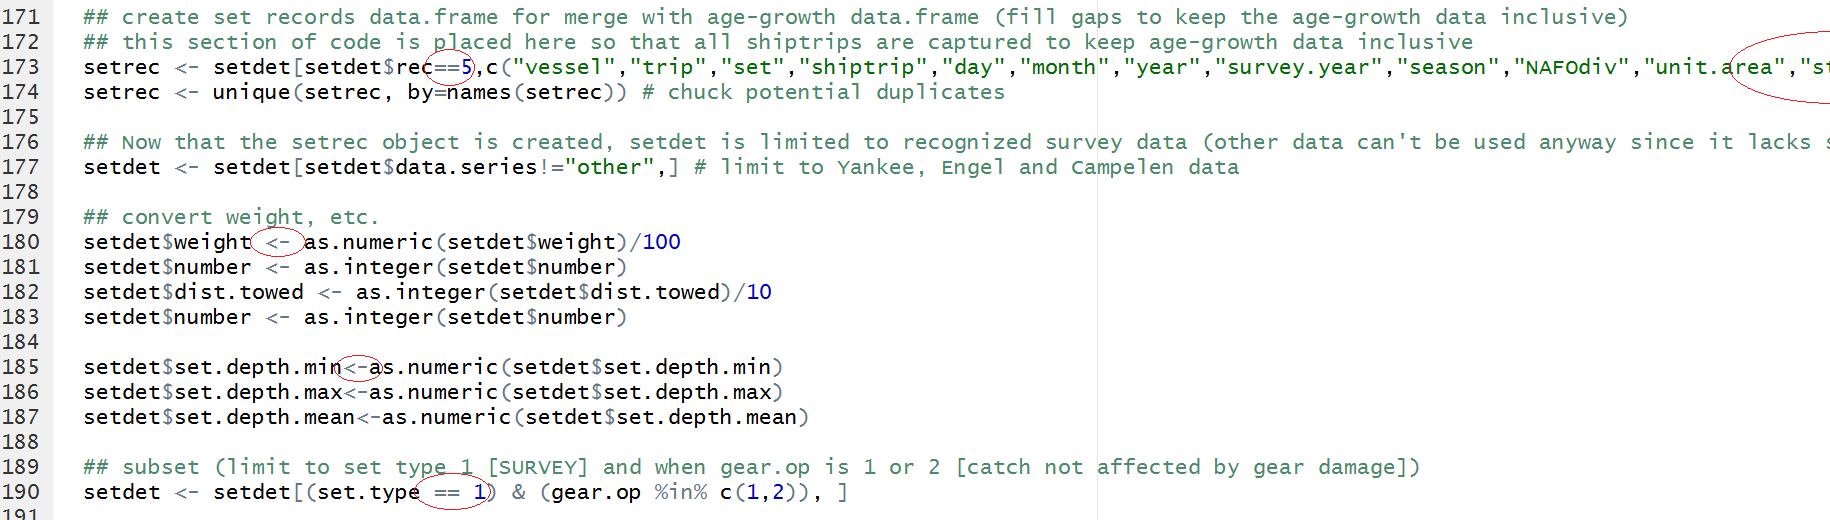 171 ## create set records data.frame for merge with age-growth data.frame (fill gaps to keep the age-growth data inclusive)
172 ## this section of code is placed here so that all shiptrips are captured to keep age-growth data inclusive
173 setrec <- setdet[setdet$rec==5,c("vessel","trip","set","shiptrip","day","month","year","survey.year","season","NAFOdiv","unit.area","st
174 setrec <- unique(setrec, by=names(setrec)) # chuck potential duplicates
175
176 ## Now that the setrec object is created, setdet is limited to recognized survey data (other data can't be used anyway since it lacks s
177 setdet <- setdet[setdet$data.series!="other",] # limit to Yankee, Engel and Campelen data
178
179 ## convert weight, etc.
180 setdet$weight <- as.numeric(setdet$weight)/100
181 setdet$number <- as.integer(setdet$number)
182 setdet$dist.towed <- as.integer(setdet$dist.towed)/10
183 setdet$number <- as.integer(setdet$number)
184
185 setdet$set.depth.min<-as.numeric(setdet$set.depth.min)
186 setdet$set.depth.max<-as.numeric(setdet$set.depth.max)
187 setdet$set.depth.mean<-as.numeric(setdet$set.depth.mean)
188
189 ## subset (limit to set type 1 [SURVEY] and when gear.op is 1 or 2 [catch not affected by gear damage])
190 setdet <- setdet[(set.type == 1) & (gear.op %in% c(1,2)), ]
191